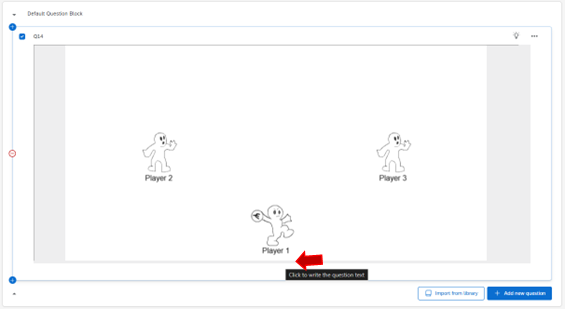 Default Question Block
Q14
Player 2
Player 3
Player 1
Click to write the question text
Import from library
Add new question